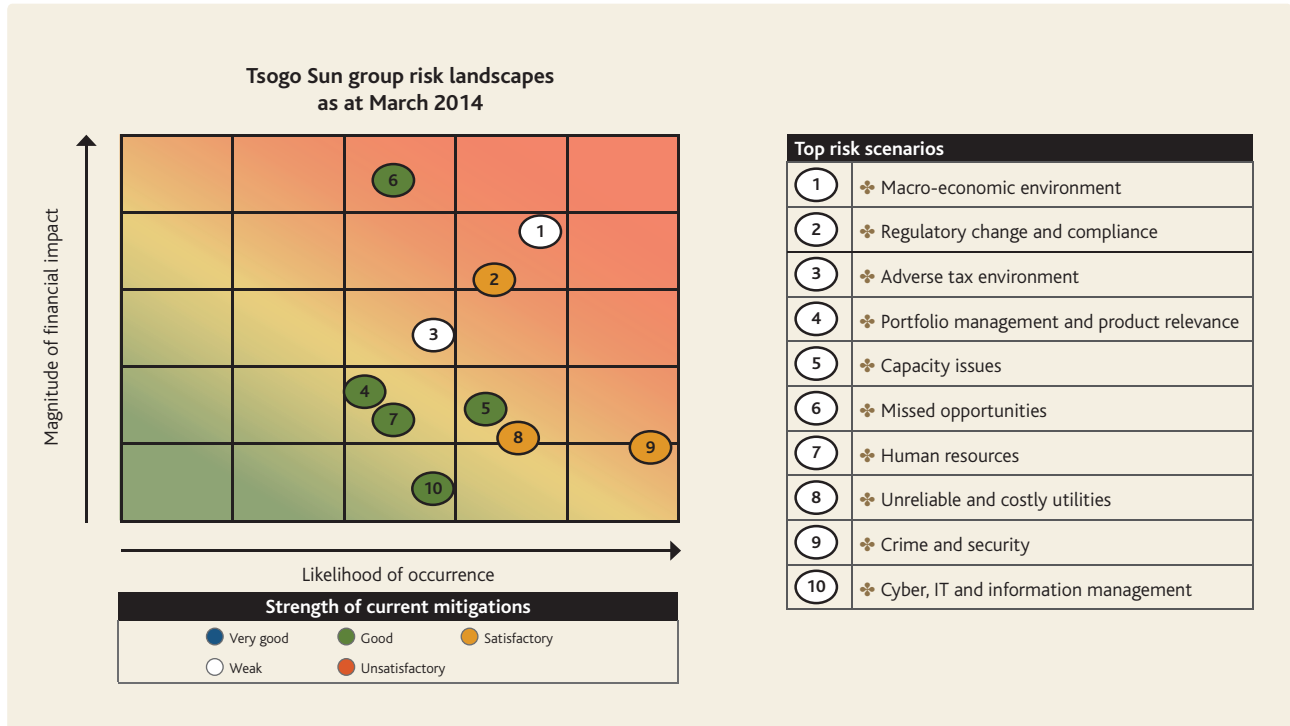 Tsogo Sun group risk landscapes
as at March 2014
Magnitude of financial impact
6
1
2
3
4
7
5
8
9
10
Likelihood of occurrence
Strength of current mitigations
Very good
Good
Satisfactory
Weak
Unsatisfactory
Top risk scenarios
1 Macro-economic environment
2 Regulatory change and compliance
3 Adverse tax environment
4 Portfolio management and product relevance
5 Capacity issues
6 Missed opportunities
7 Human resources
8 Unreliable and costly utilities
9 Crime and security
10 Cyber, IT and information management